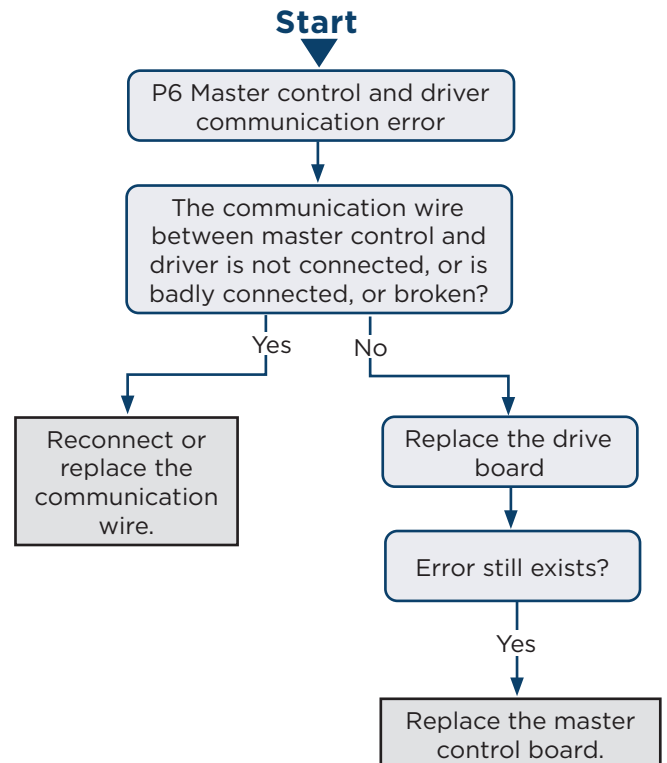 Start
P6 Master control and driver
communication error
The communication wire
between master control and
driver is not connected, or is
badly connected, or broken?
Yes
No
Reconnect or
replace the
communication
wire.
Replace the drive
board
Error still exists?
Yes
Replace the master
control board.